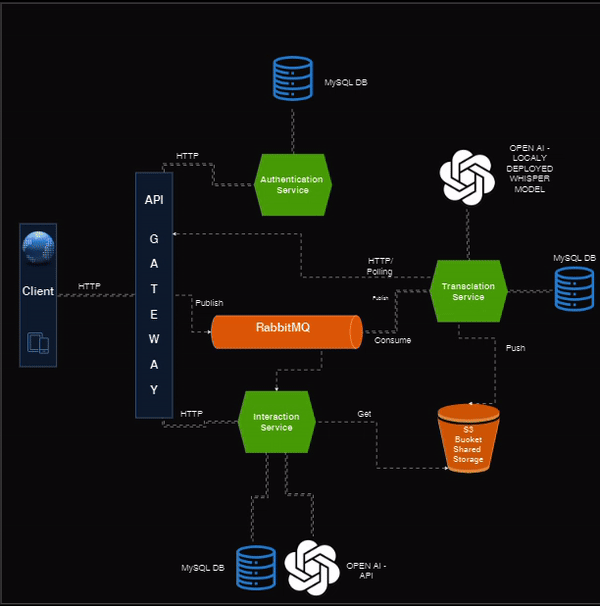 MySQL DB
HTTP
OPEN AI -
LOCALY
DEPLOYED
WHISPER
MODEL
Authentication
Service
API
G
A
T
E
W
A
Y
Client
HTTP
HTTP/
Polling
MySQL DB
Transclation
Service
Publish
Publish
RabbitMQ
Consume
Push
HTTP
Interaction
Service
Get
S3
Bucket
Shared
Storage
MySQL DB
OPEN AI -
API